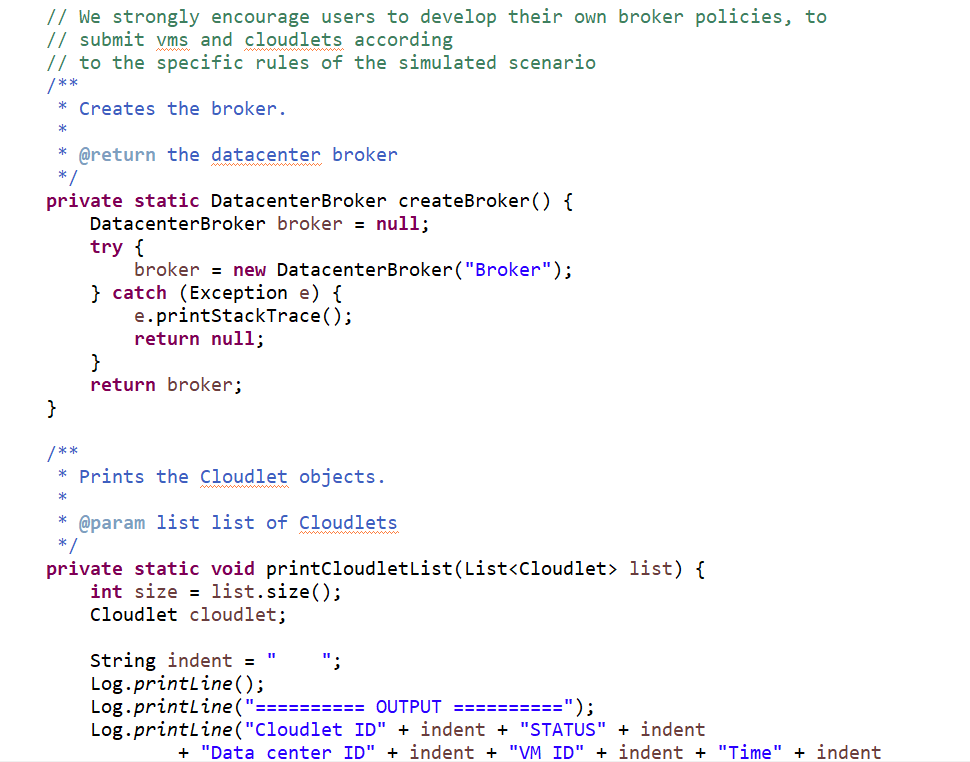 // We strongly encourage users to develop their own broker policies, to
// submit vms and cloudlets according
// to the specific rules of the simulated scenario
/**
 * Creates the broker.
 *
 * @return the datacenter broker
 */
private static DatacenterBroker createBroker() {
    DatacenterBroker broker = null;
    try {
        broker = new DatacenterBroker("Broker");
    } catch (Exception e) {
        e.printStackTrace();
        return null;
    }
    return broker;
}

/**
 * Prints the Cloudlet objects.
 *
 * @param list list of Cloudlets
 */
private static void printCloudletList(List<Cloudlet> list) {
    int size = list.size();
    Cloudlet cloudlet;

    String indent = "    ";
    Log.printLine();
    Log.printLine("========== OUTPUT ==========");
    Log.printLine("Cloudlet ID" + indent + "STATUS" + indent
            + "Data center ID" + indent + "VM ID" + indent + "Time" + indent